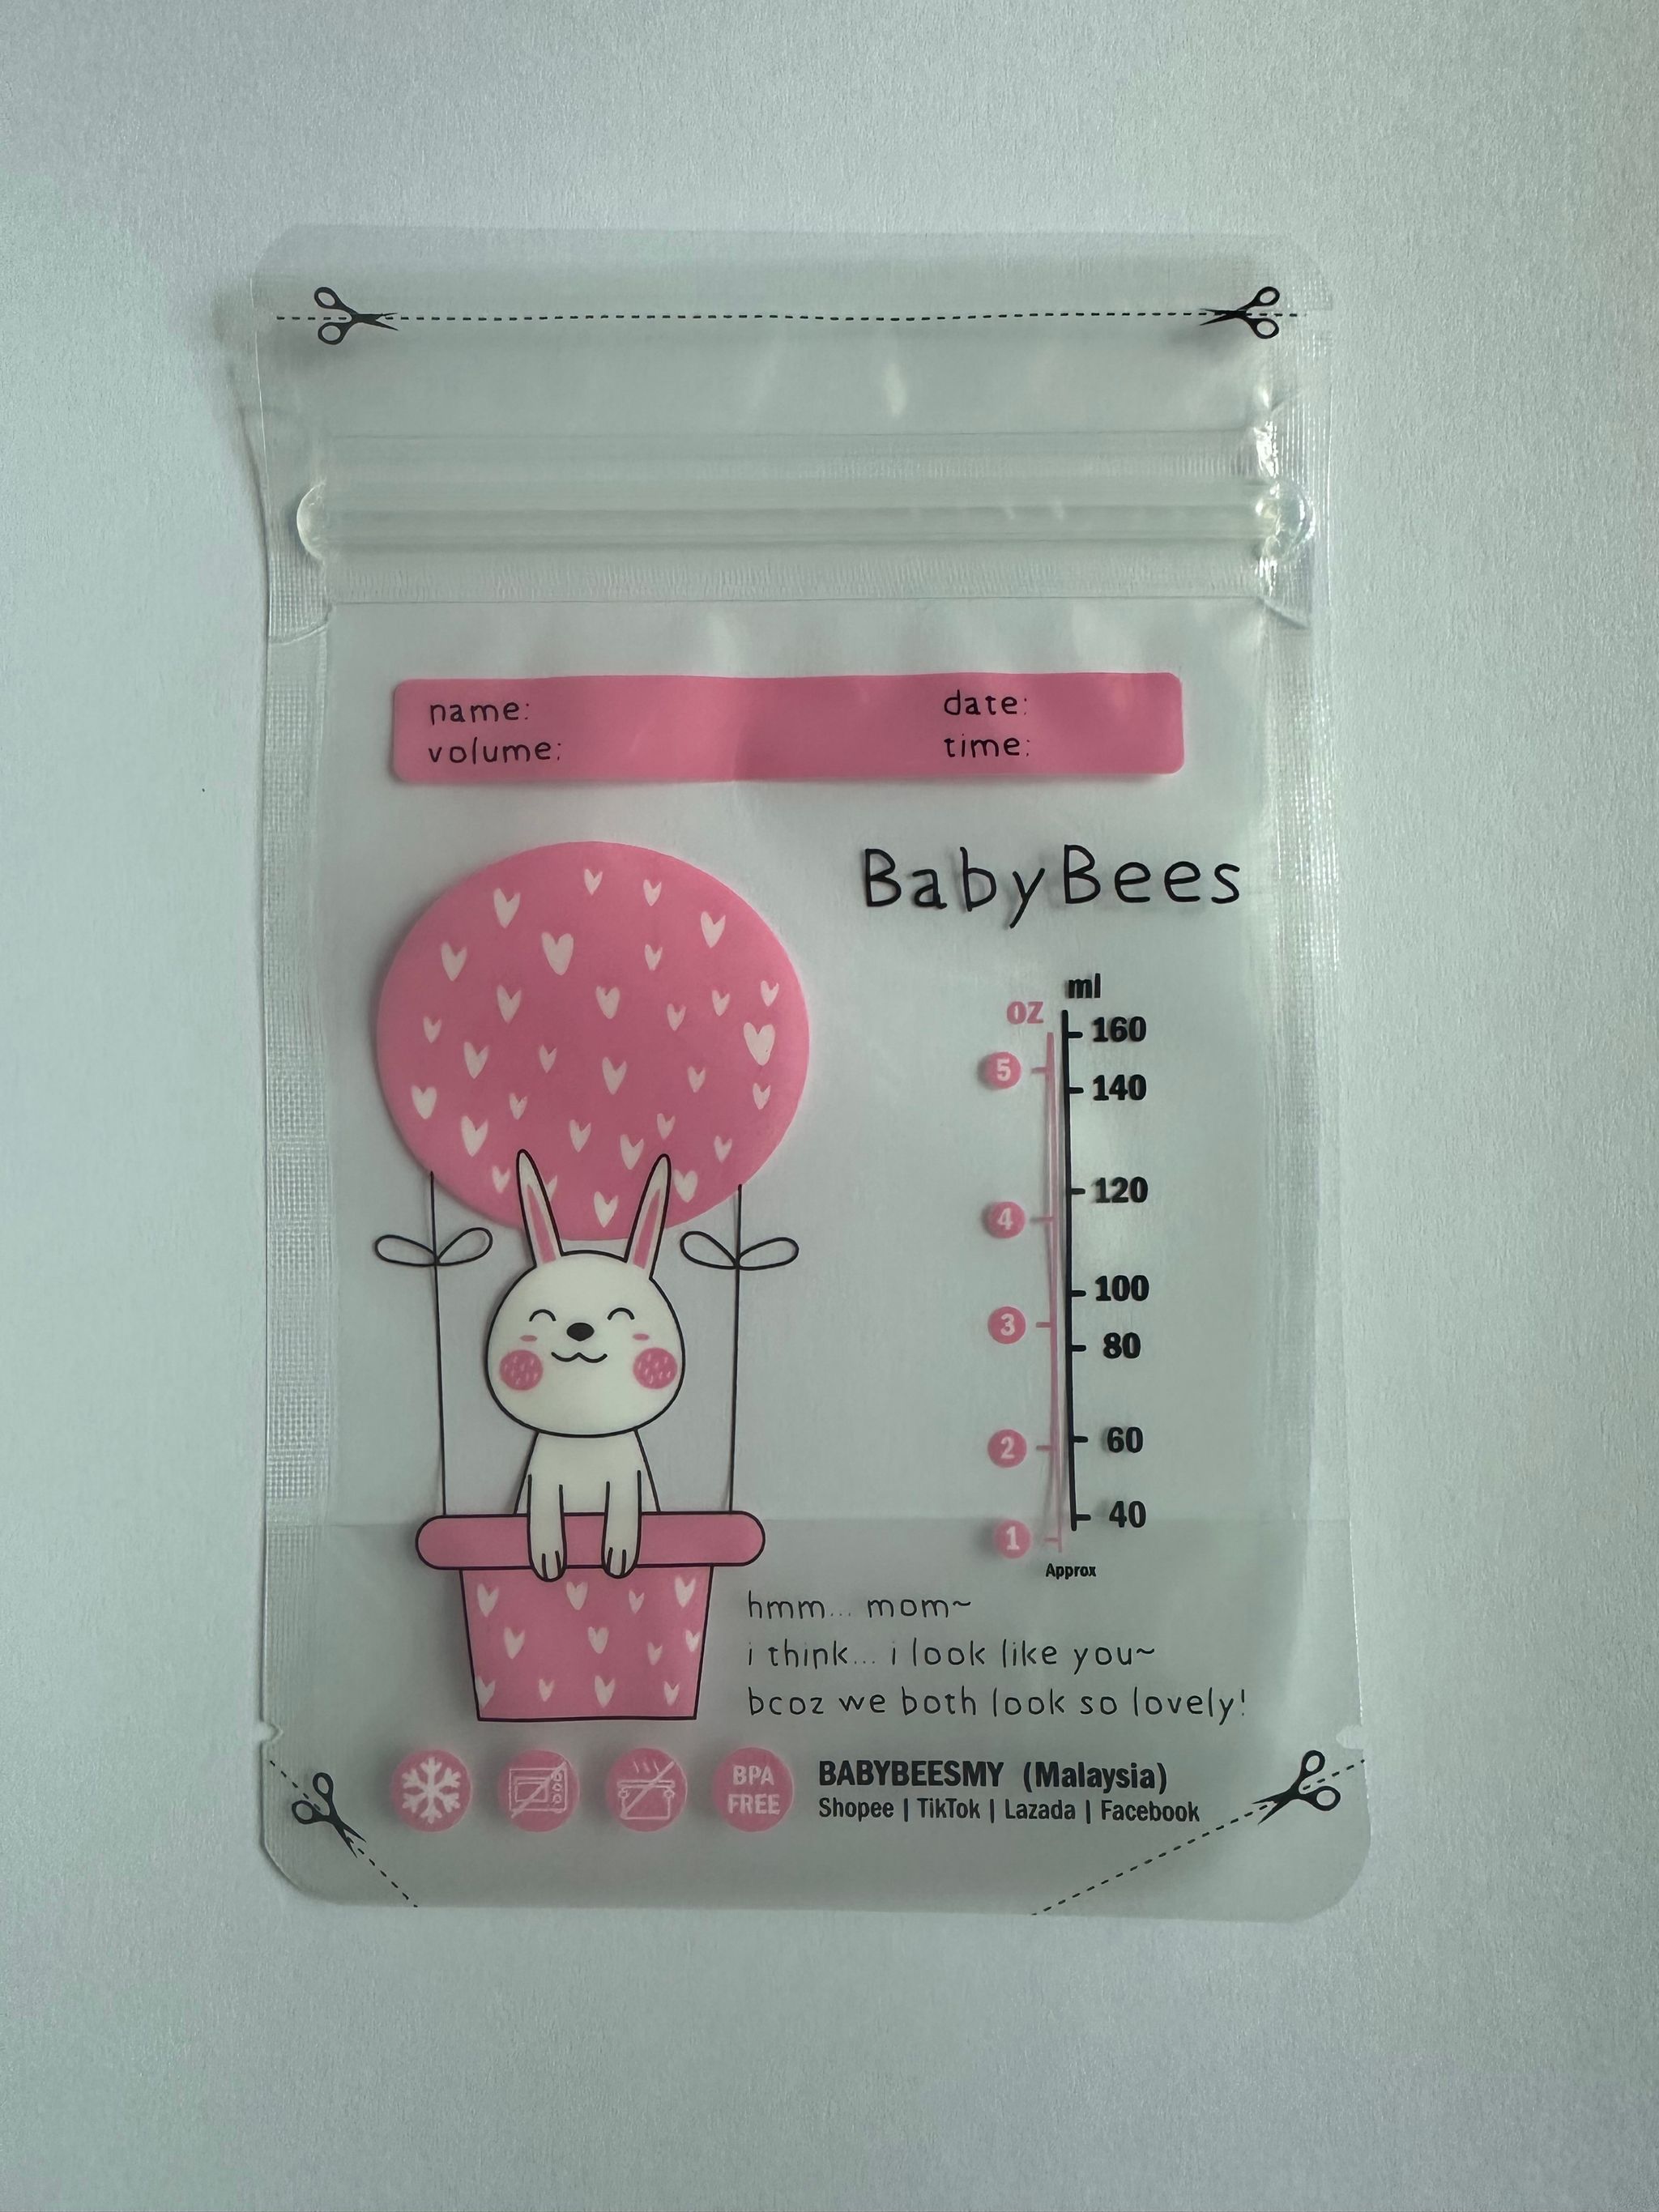 name:
date:
volume:
time:
BabyBees
ml
oz
160
5
140
120
4
100
3
80
60
2
40
1
Approx
hmm... mom~
i think... i look like you~
bcoz we both look so lovely!
BPA
FREE
BABYBEESMY (Malaysia)
Shopee | TikTok | Lazada | Facebook